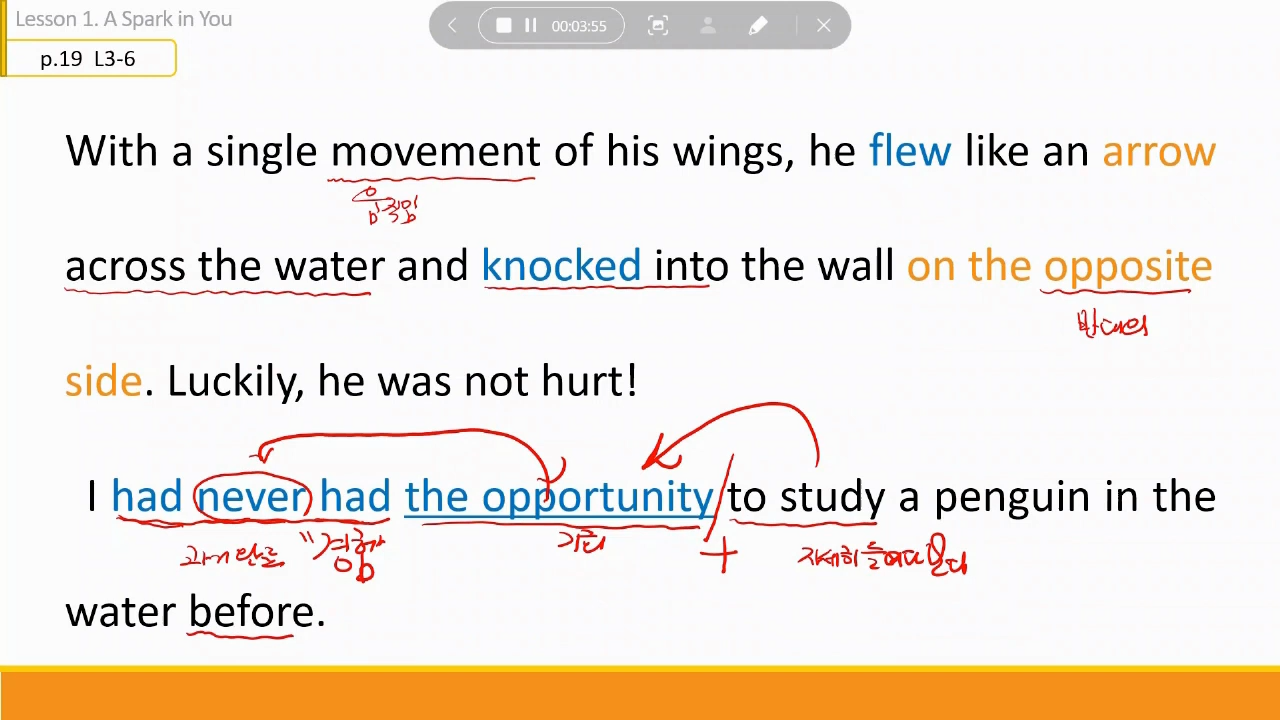 Lesson 1. A Spark in You
00:03:55
p.19 L3-6
With a single movement of his wings, he flew like an arrow
움직임
across the water and knocked into the wall on the opposite
반대의
side. Luckily, he was not hurt!
I had never had the opportunity to study a penguin in the
과거완료 "경험" 기회 + 자세히 들여다 보다
water before.